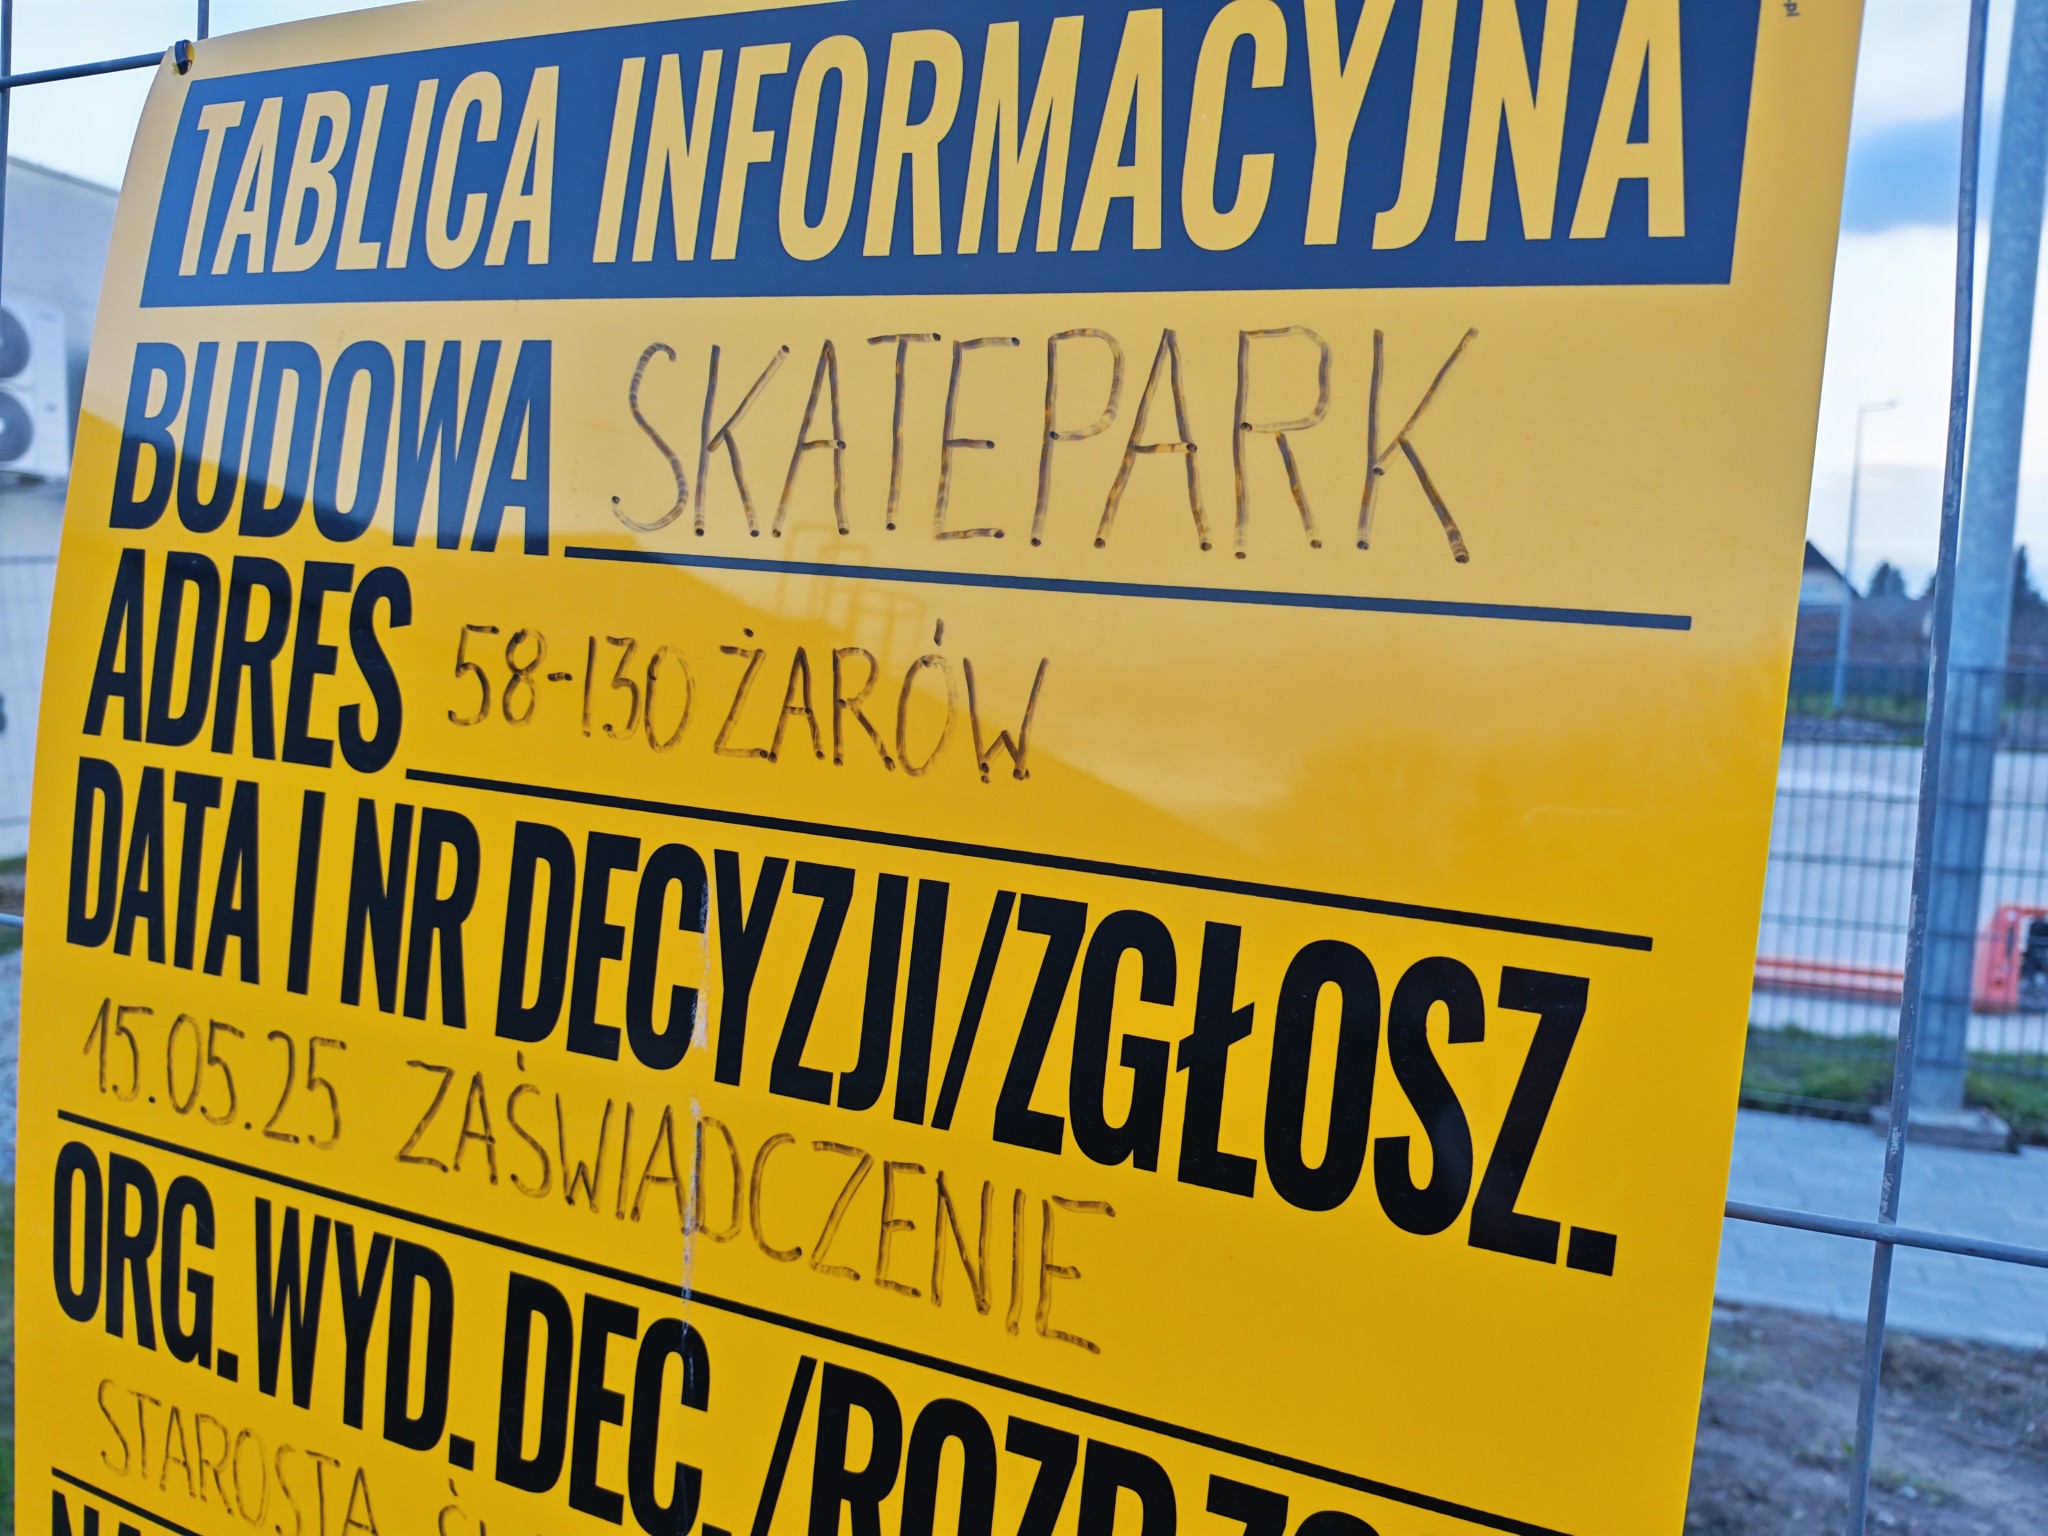 TABLICA INFORMACYJNA
BUDOWA SKATEPARK
ADRES 58-130 ŻARÓW
DATA I NR DECYZJI/ZGŁOSZ.
15.05.25 ZAŚWIADCZENIE
ORG. WYD. DEC./ROZP.
STAROSTA